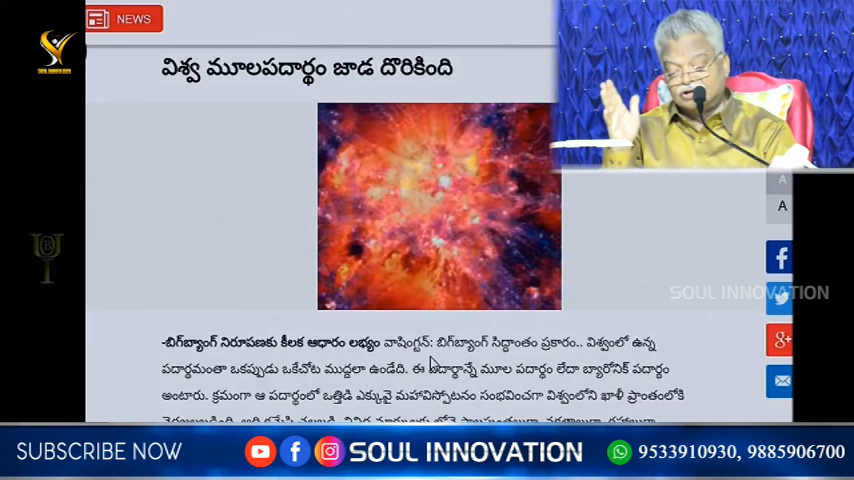 NEWS
విశ్వ మూలపదార్థం జాడ దొరికింది
A
A
SOUL INNOVATION
-బిగ్‌బ్యాంగ్ నిరూపణకు కీలక ఆధారం లభ్యం వాషింగ్టన్: బిగ్‌బ్యాంగ్ సిద్ధాంతం ప్రకారం.. విశ్వంలో ఉన్న
పదార్థమంతా ఒకప్పుడు ఒకేచోట ముద్దలా ఉండేది. ఈ పదార్థాన్నే మూల పదార్థం లేదా బ్యారోనిక్ పదార్థం
అంటారు. క్రమంగా ఆ పదార్థంలో ఒత్తిడి ఎక్కువై మహావిస్ఫోటనం సంభవించగా విశ్వంలోని ఖాళీ ప్రాంతంలోకి
SUBSCRIBE NOW SOUL INNOVATION 9533910930, 9885906700